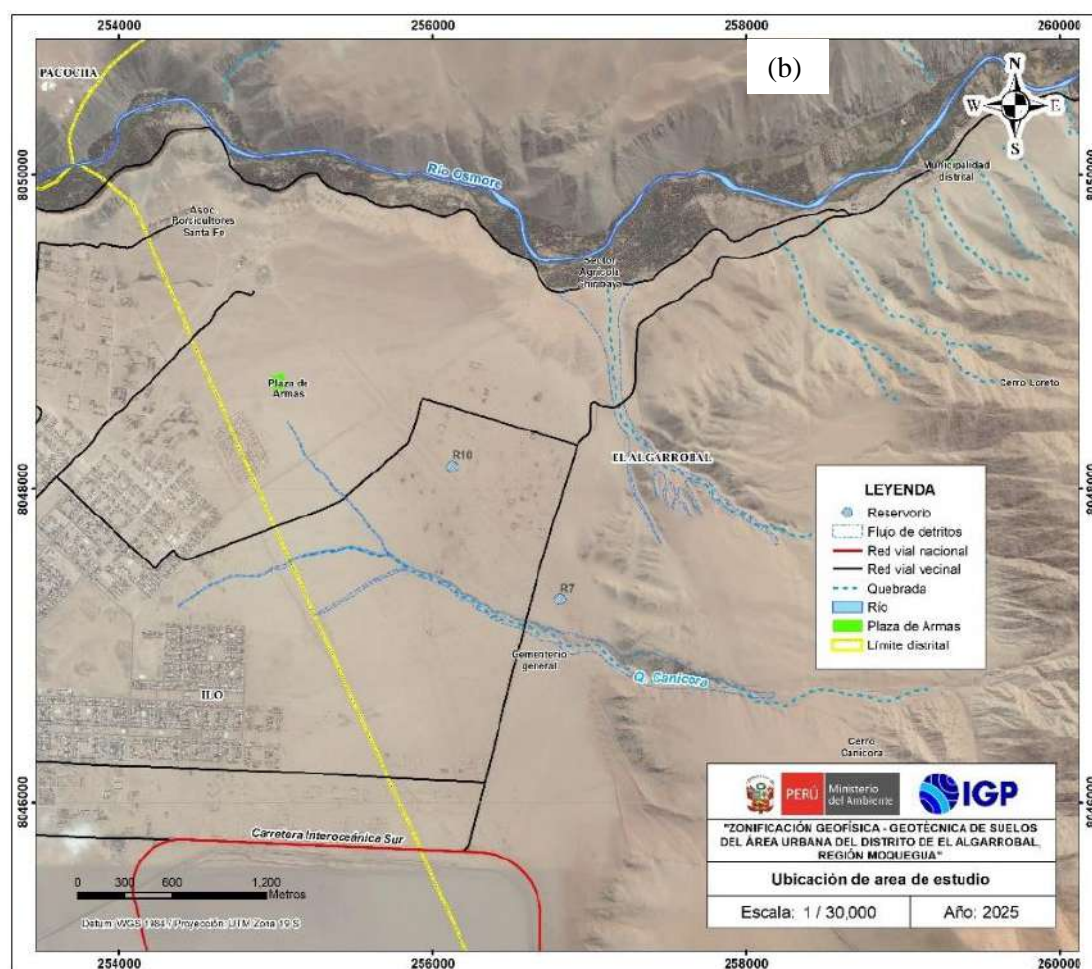 254000
256000
258000
260000
(b)
PACOCHA
N
W
E
S
8050000
8050000
Río Osmore
Municipalidad
distrital
Asoc.
Porcicultores
Santa Fe
Sector
Agrícola
Chiribaya
Plaza de
Armas
Cerro Loreto
R10
EL ALGARROBAL
8048000
8048000
LEYENDA
Reservorio
Flujo de detritos
Red vial nacional
Red vial vecinal
Quebrada
Río
Plaza de Armas
Límite distrital
R7
Cementerio
general
Q. Canicora
ILO
Cerro
Canicora
8046000
8046000
PERÚ
Ministerio
del Ambiente
IGP
"ZONIFICACIÓN GEOFÍSICA - GEOTÉCNICA DE SUELOS
DEL ÁREA URBANA DEL DISTRITO DE EL ALGARROBAL,
REGIÓN MOQUEGUA"
Ubicación de area de estudio
Escala: 1 / 30,000
Año: 2025
Carretera Interoceánica Sur
0 300 600 1,200
Metros
Datum: WGS 1984 / Proyección: UTM Zona 19 S
254000
256000
258000
260000